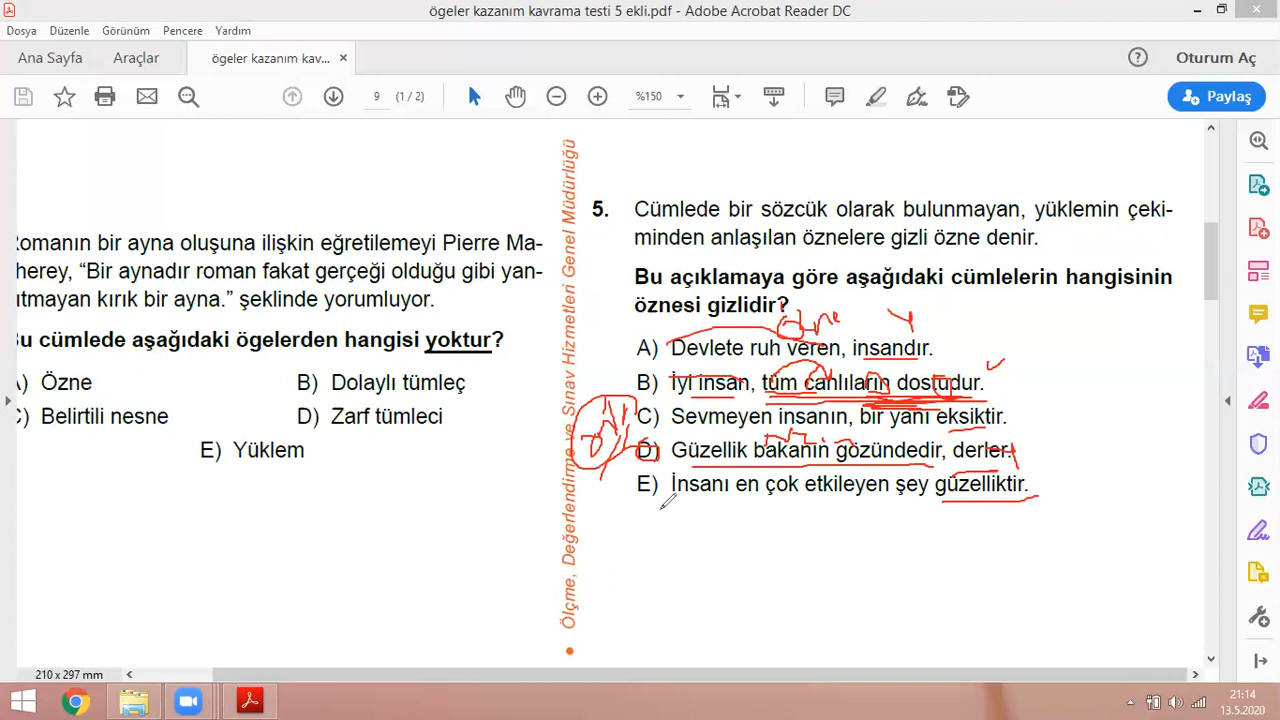 ögeler kazanım kavrama testi 5 ekli.pdf - Adobe Acrobat Reader DC
Dosya Düzenle Görünüm Pencere Yardım
Ana Sayfa Araçlar ögeler kazanım kav... × Oturum Aç
9 (1 / 2) %150 Paylaş
Romanın bir ayna oluşuna ilişkin eğretilemeyi Pierre Ma-
herey, “Bir aynadır roman fakat gerçeği olduğu gibi yan-
ıtmayan kırık bir ayna.” şeklinde yorumluyor.
Bu cümlede aşağıdaki ögelerden hangisi yoktur?
A) Özne B) Dolaylı tümleç
C) Belirtili nesne D) Zarf tümleci
E) Yüklem
Ölçme, Değerlendirme ve Sınav Hizmetleri Genel Müdürlüğü
5. Cümlede bir sözcük olarak bulunmayan, yüklemin çeki-
minden anlaşılan öznelere gizli özne denir.
Bu açıklamaya göre aşağıdaki cümlelerin hangisinin
öznesi gizlidir?
özne Y
A) Devlete ruh veren, insandır.
B) İyi insan, tüm canlıların dostudur.
C) Sevmeyen insanın, bir yanı eksiktir.
D) Güzellik bakanın gözündedir, derler.
E) İnsanı en çok etkileyen şey güzelliktir.
210 x 297 mm
21:14
13.5.2020